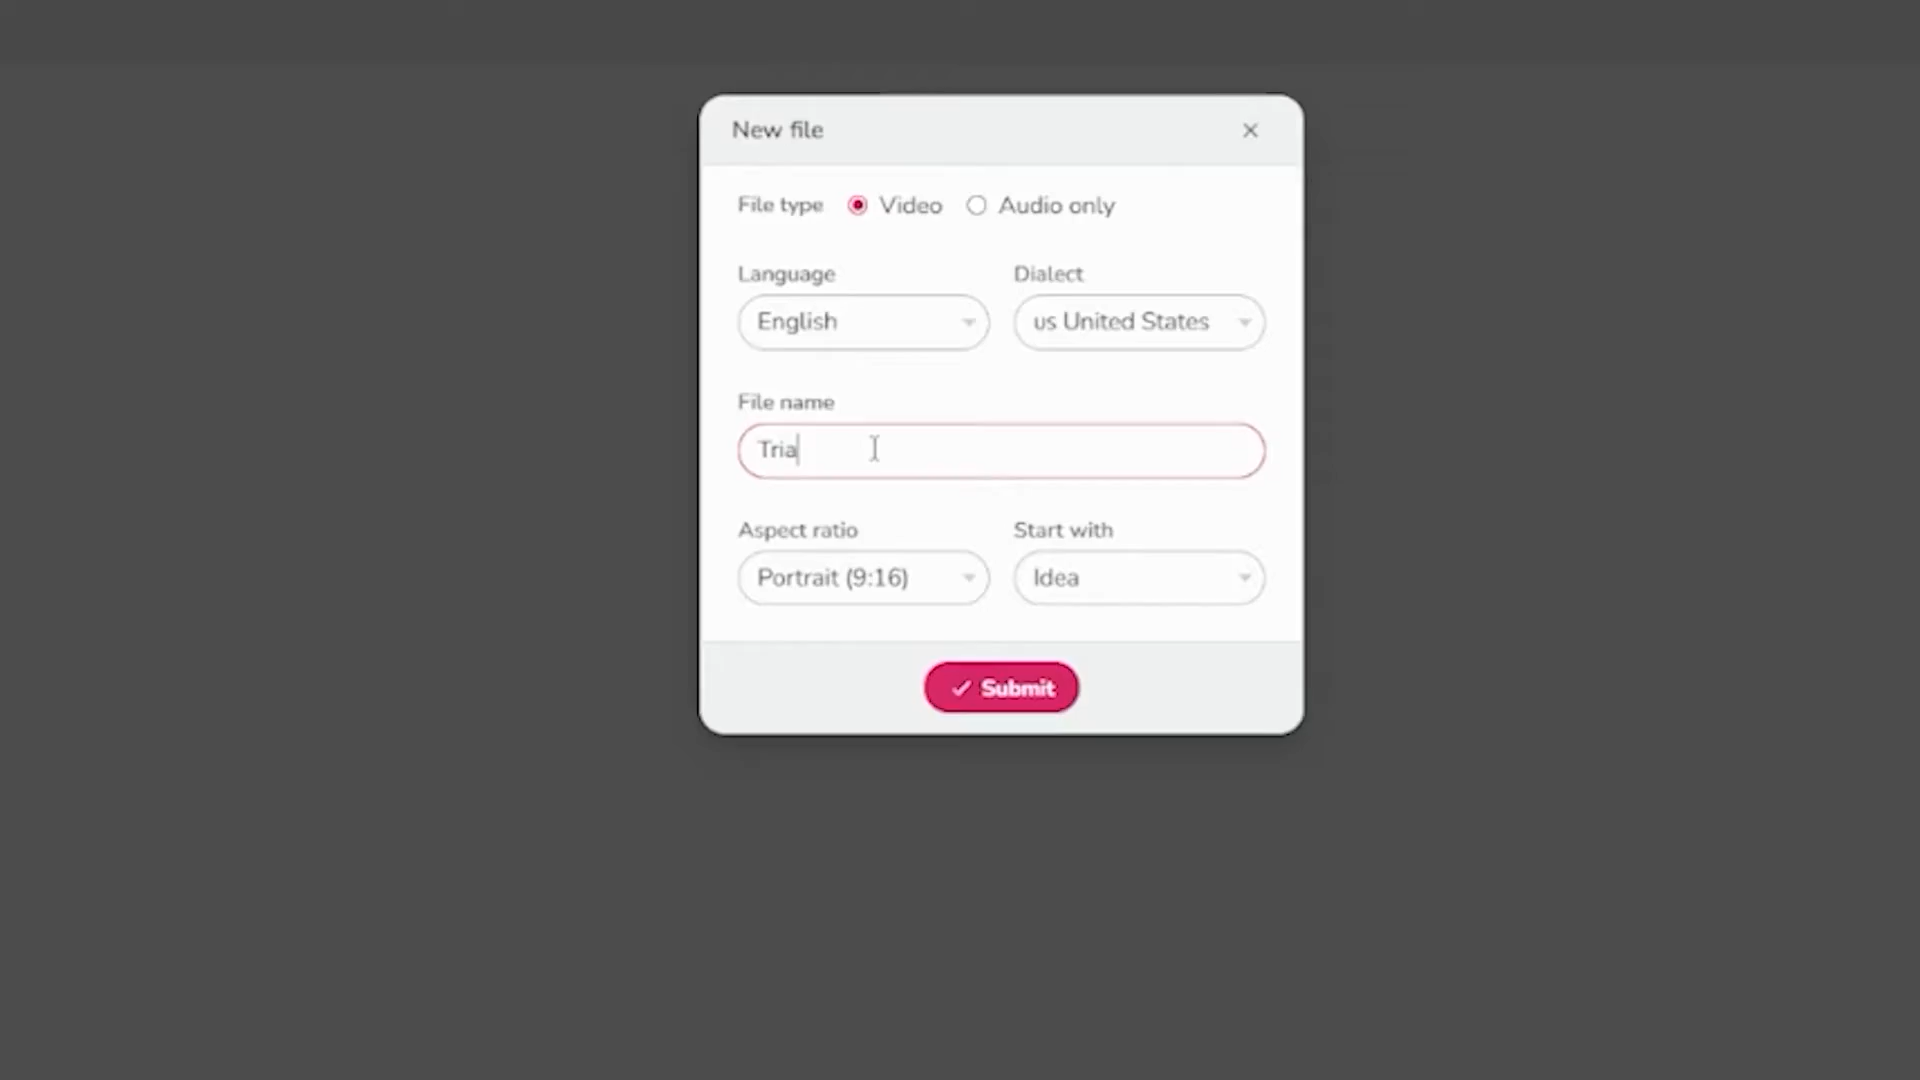 New file
File type Video Audio only
Language Dialect
English us United States
File name
Tria
Aspect ratio Start with
Portrait (9:16) Idea
Submit